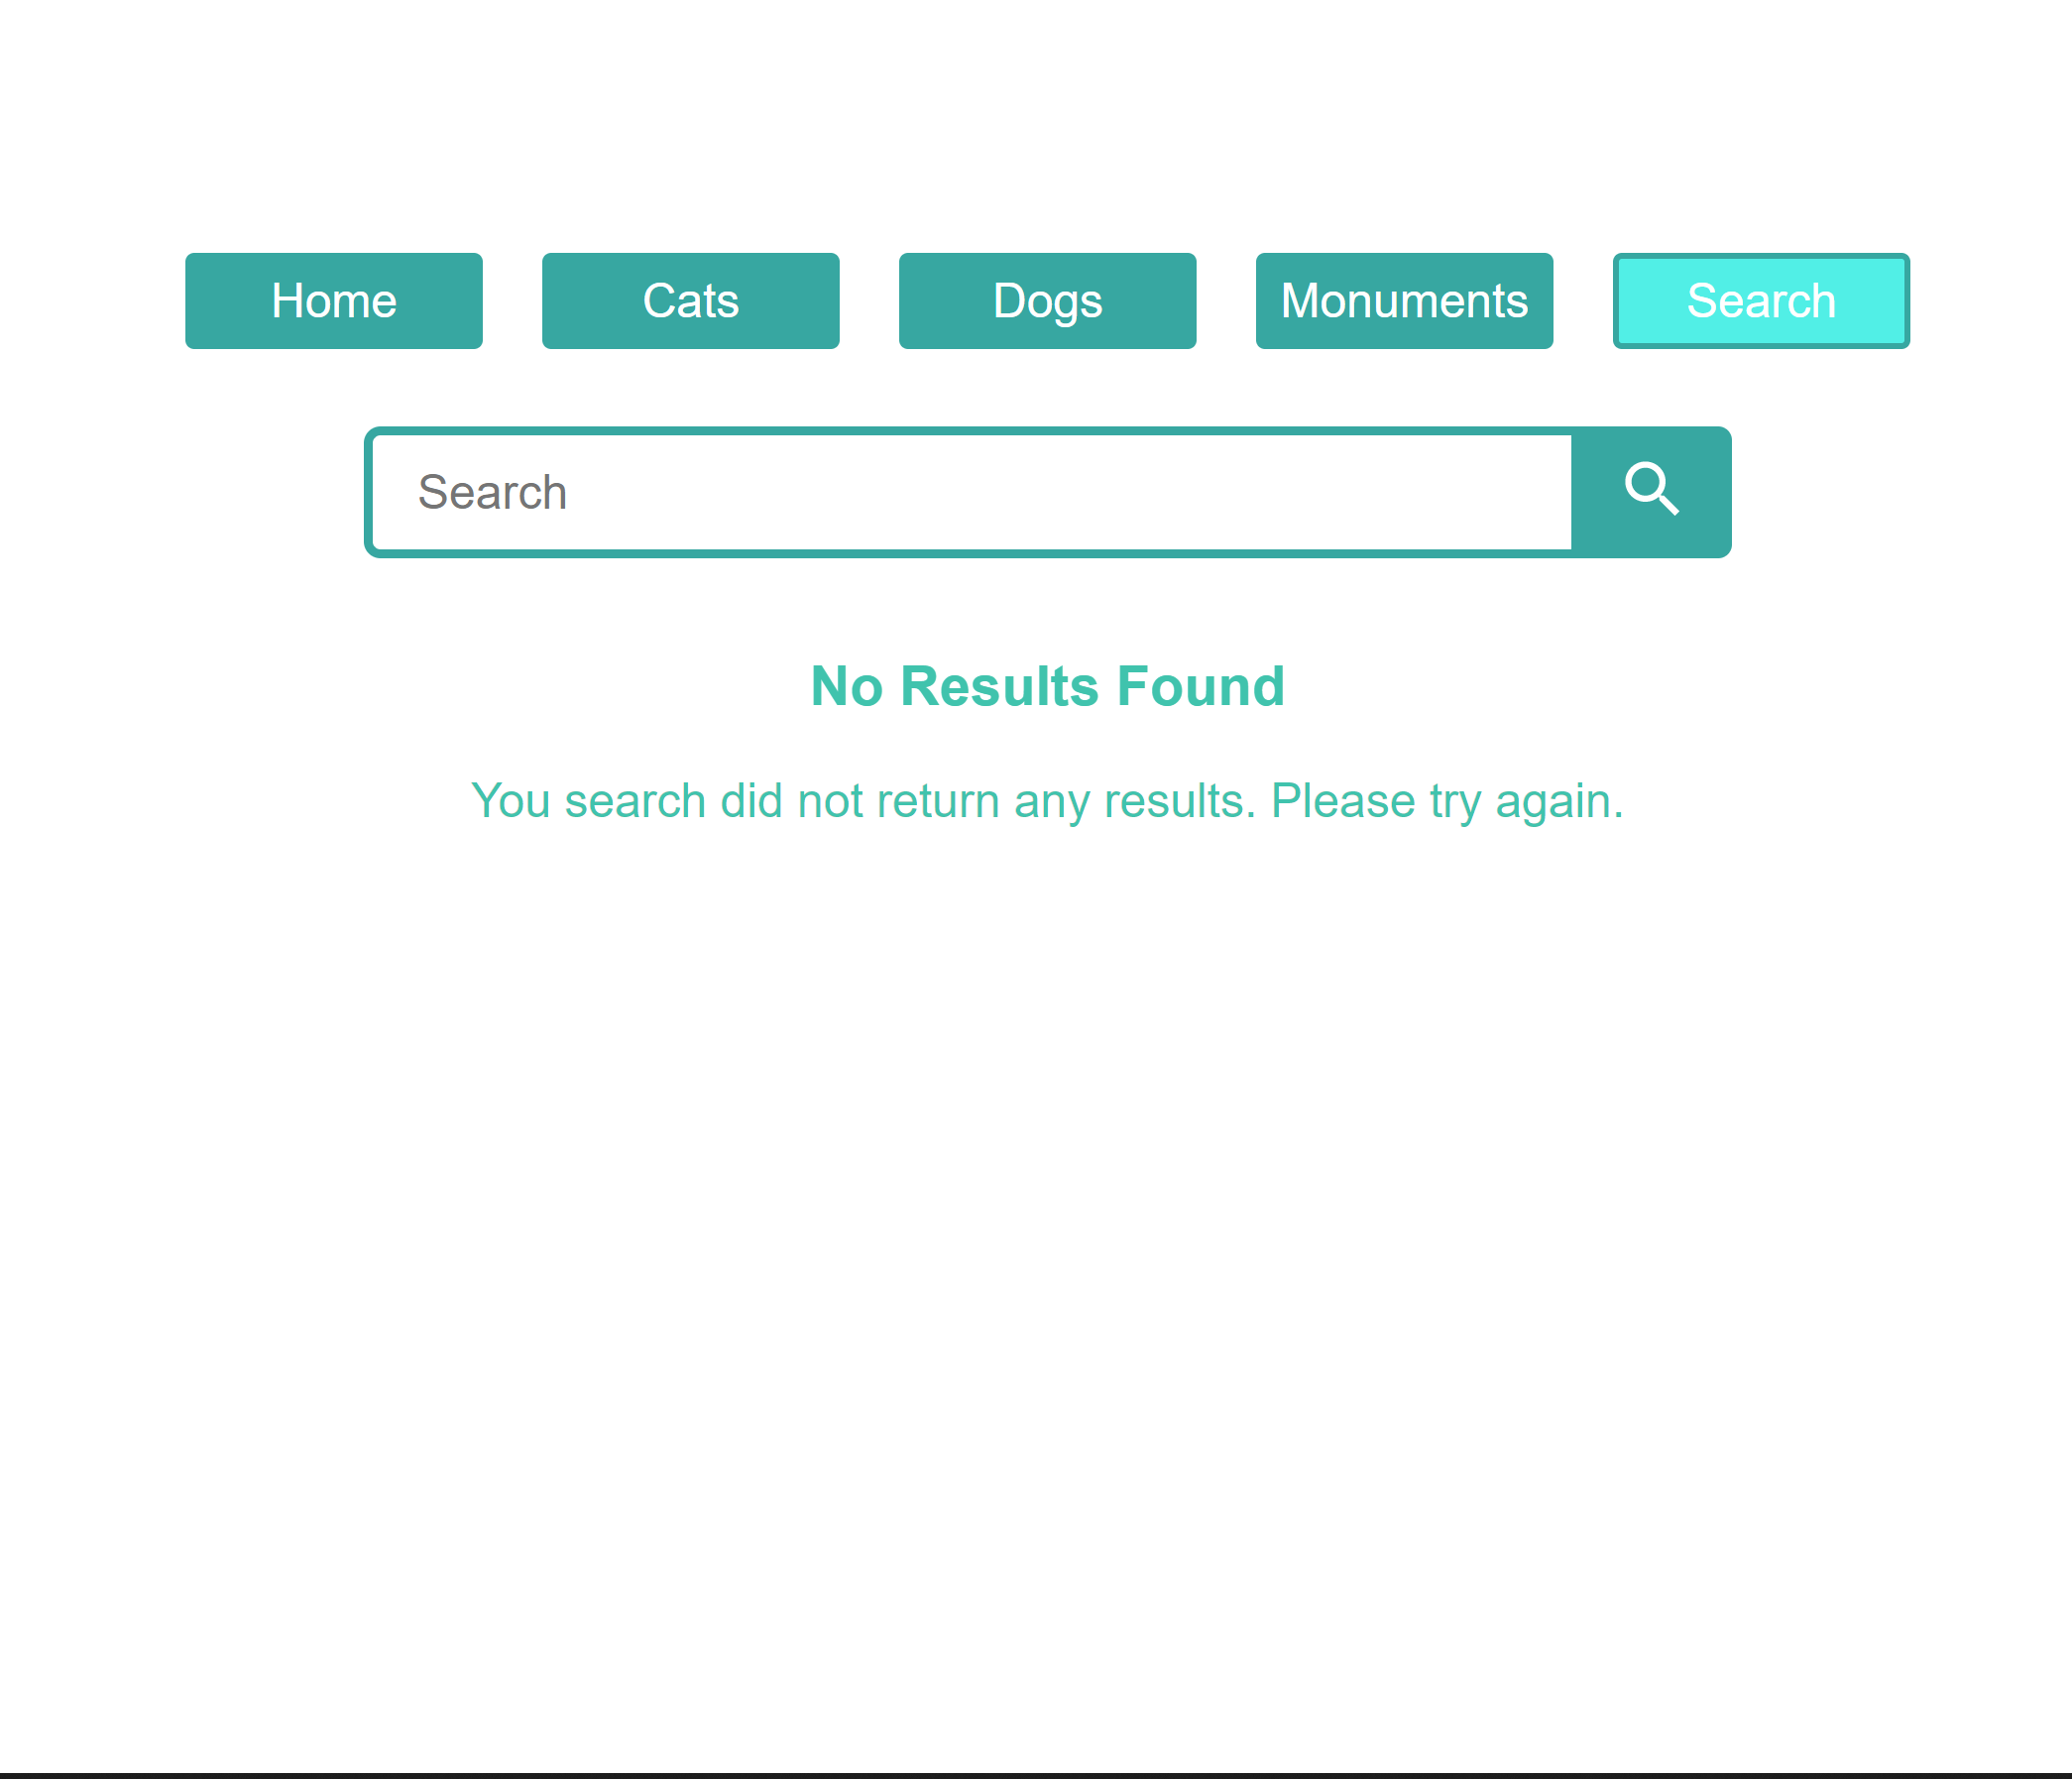 Home Cats Dogs Monuments Search
Search
No Results Found
You search did not return any results. Please try again.